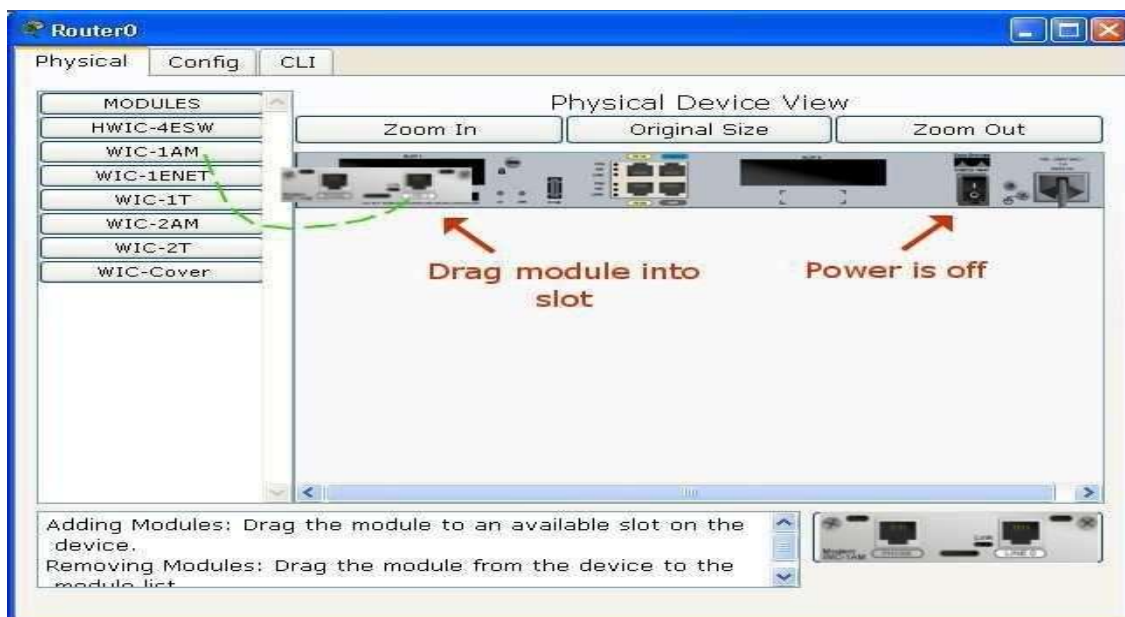 Router0
Physical Config CLI
MODULES
HWIC-4ESW
WIC-1AM
WIC-1ENET
WIC-1T
WIC-2AM
WIC-2T
WIC-Cover
Physical Device View
Zoom In Original Size Zoom Out
Drag module into
slot
Power is off
Adding Modules: Drag the module to an available slot on the
device.
Removing Modules: Drag the module from the device to the
module list